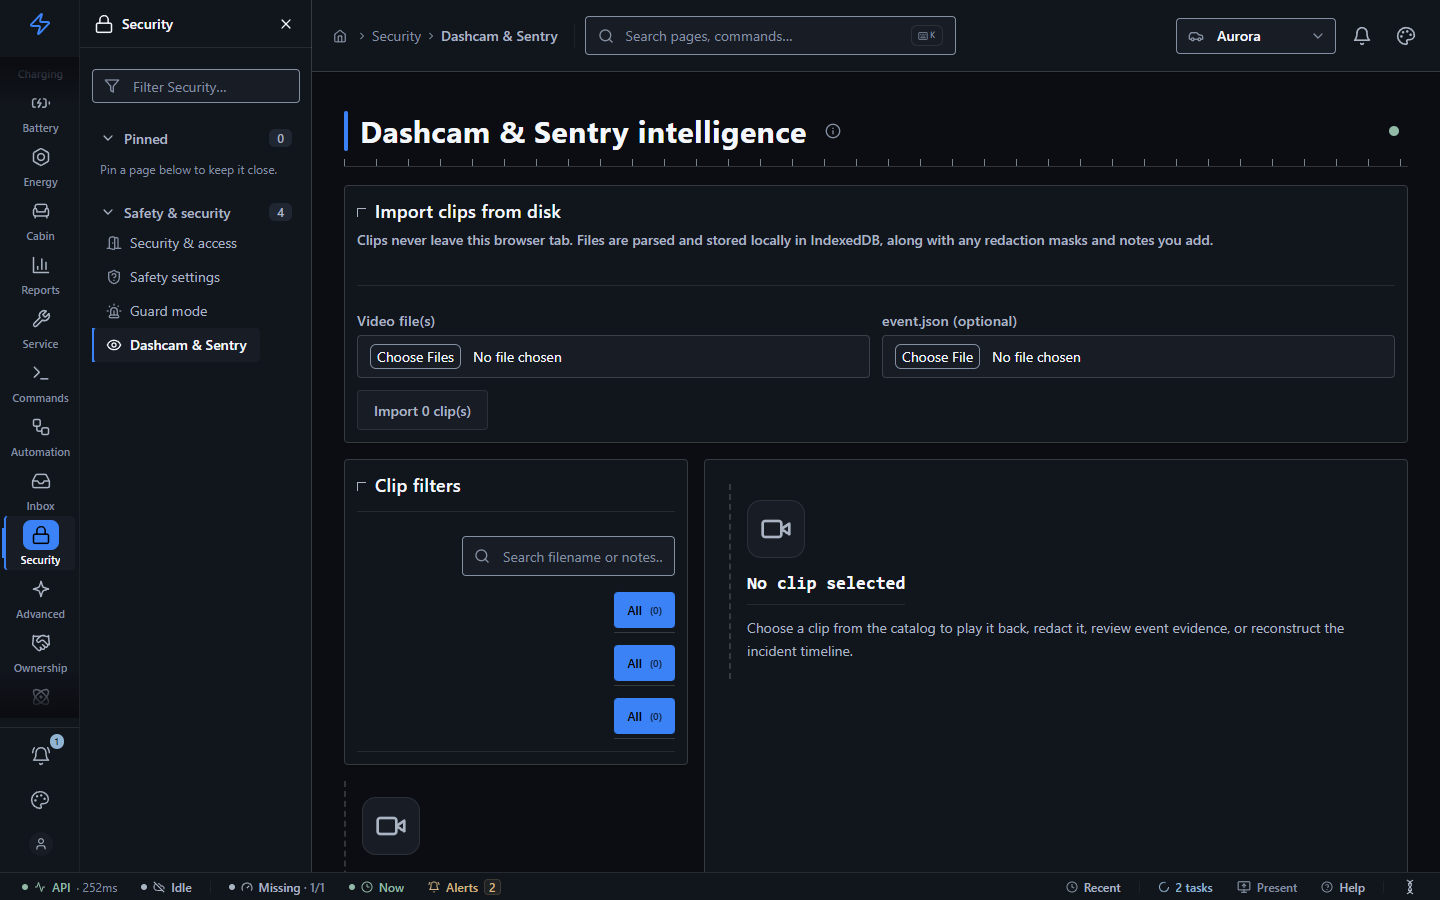 Security
Security
Dashcam & Sentry
Search pages, commands...
K
Aurora
Charging
Battery
Energy
Cabin
Reports
Service
Commands
Automation
Inbox
Security
Advanced
Ownership
1
Filter Security...
Pinned
0
Pin a page below to keep it close.
Safety & security
4
Security & access
Safety settings
Guard mode
Dashcam & Sentry
Dashcam & Sentry intelligence
Import clips from disk
Clips never leave this browser tab. Files are parsed and stored locally in IndexedDB, along with any redaction masks and notes you add.
Video file(s)
Choose Files No file chosen
event.json (optional)
Choose File No file chosen
Import 0 clip(s)
Clip filters
Search filename or notes..
All (0)
All (0)
All (0)
No clip selected
Choose a clip from the catalog to play it back, redact it, review event evidence, or reconstruct the
incident timeline.
API · 252ms
Idle
Missing · 1/1
Now
Alerts 2
Recent
2 tasks
Present
Help